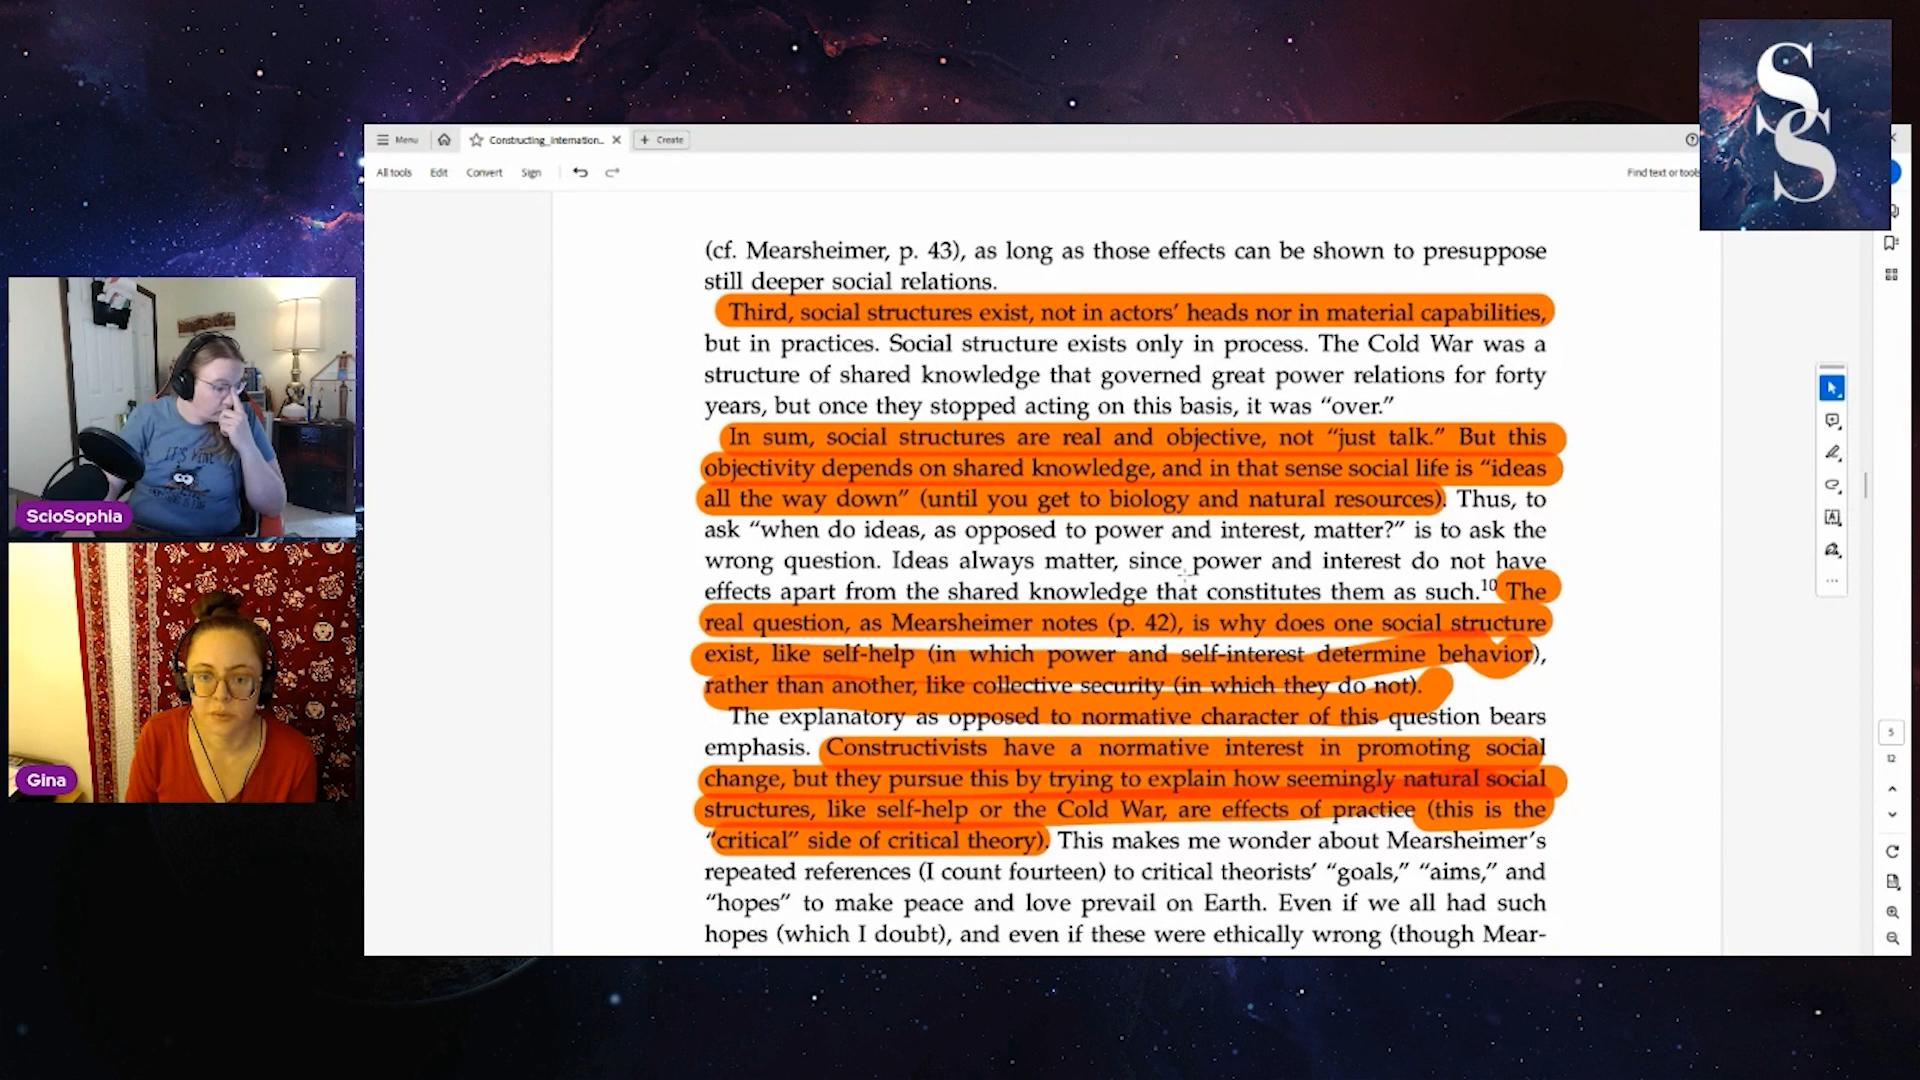 S
S
Menu
Constructing_Internation...
Create
All tools
Edit
Convert
Sign
Find text or tools
(cf. Mearsheimer, p. 43), as long as those effects can be shown to presuppose
still deeper social relations.
Third, social structures exist, not in actors’ heads nor in material capabilities,
but in practices. Social structure exists only in process. The Cold War was a
structure of shared knowledge that governed great power relations for forty
years, but once they stopped acting on this basis, it was “over.”
In sum, social structures are real and objective, not “just talk.” But this
objectivity depends on shared knowledge, and in that sense social life is “ideas
all the way down” (until you get to biology and natural resources). Thus, to
ask “when do ideas, as opposed to power and interest, matter?” is to ask the
wrong question. Ideas always matter, since power and interest do not have
effects apart from the shared knowledge that constitutes them as such.10 The
real question, as Mearsheimer notes (p. 42), is why does one social structure
exist, like self-help (in which power and self-interest determine behavior),
rather than another, like collective security (in which they do not).
The explanatory as opposed to normative character of this question bears
emphasis. Constructivists have a normative interest in promoting social
change, but they pursue this by trying to explain how seemingly natural social
structures, like self-help or the Cold War, are effects of practice (this is the
“critical” side of critical theory). This makes me wonder about Mearsheimer’s
repeated references (I count fourteen) to critical theorists’ “goals,” “aims,” and
“hopes” to make peace and love prevail on Earth. Even if we all had such
hopes (which I doubt), and even if these were ethically wrong (though Mear-
5
12
ScioSophia
Gina